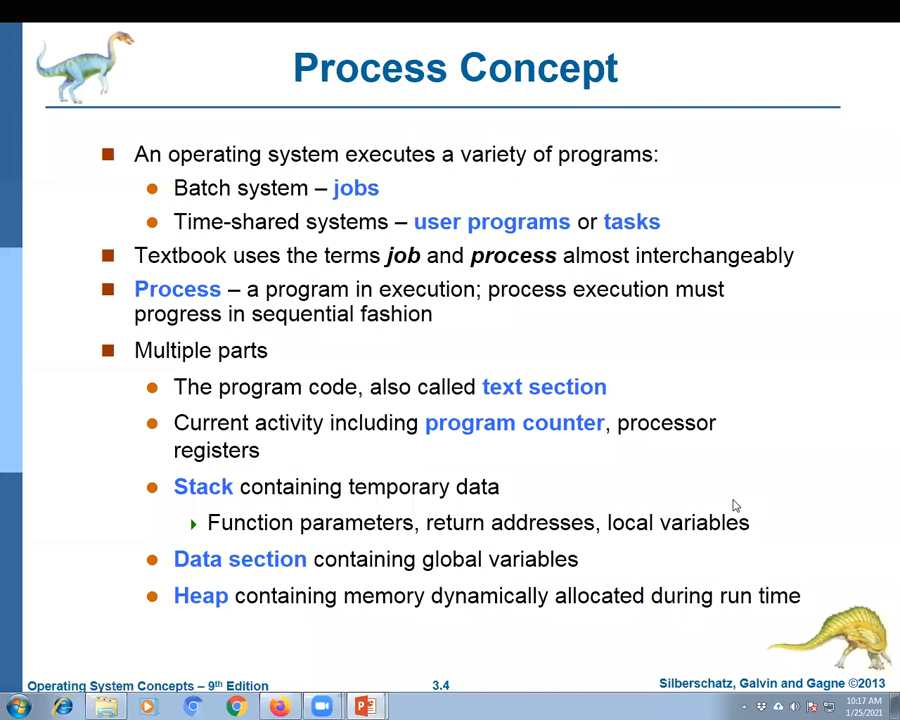 Process Concept
An operating system executes a variety of programs:
Batch system – jobs
Time-shared systems – user programs or tasks
Textbook uses the terms job and process almost interchangeably
Process – a program in execution; process execution must
progress in sequential fashion
Multiple parts
The program code, also called text section
Current activity including program counter, processor
registers
Stack containing temporary data
Function parameters, return addresses, local variables
Data section containing global variables
Heap containing memory dynamically allocated during run time
Operating System Concepts – 9th Edition
3.4
Silberschatz, Galvin and Gagne ©2013
10:17 AM
1/25/2021